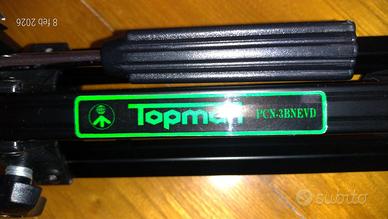 8 feb 2026
Topman PCN-3BNEVD
subito